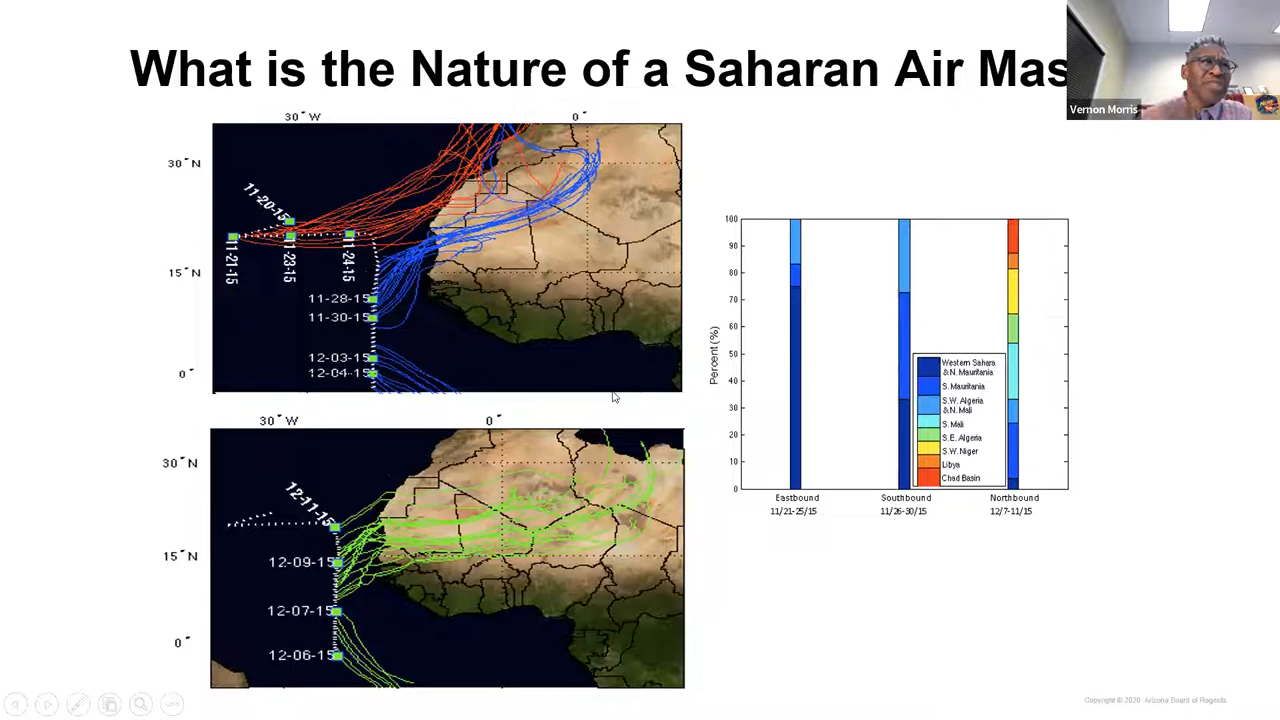 What is the Nature of a Saharan Air Mas
Vernon Morris
30°W
0°
30°N
15°N
0°
11-20-15
11-21-15
11-23-15
11-24-15
11-28-15
11-30-15
12-03-15
12-04-15
30°W
0°
30°N
15°N
0°
12-11-15
12-09-15
12-07-15
12-06-15
Percent (%)
100
90
80
70
60
50
40
30
20
10
0
Western Sahara
& N. Mauritania
S. Mauritania
S.W. Algeria
& N. Mali
S. Mali
S.E. Algeria
S.W. Niger
Libya
Chad Basin
Eastbound
11/21-25/15
Southbound
11/26-30/15
Northbound
12/7-11/15
Copyright © 2020 Arizona Board of Regents